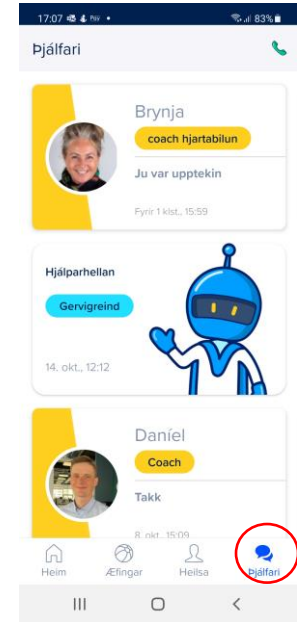 17:07
83%
Þjálfari
Brynja
coach hjartabilun
Ju var upptekin
Fyrir 1 klst., 15:59
Hjálparhellan
Gervigreind
14. okt., 12:12
Daníel
Coach
Takk
8. okt., 15:09
Heim Æfingar Heilsa Þjálfari